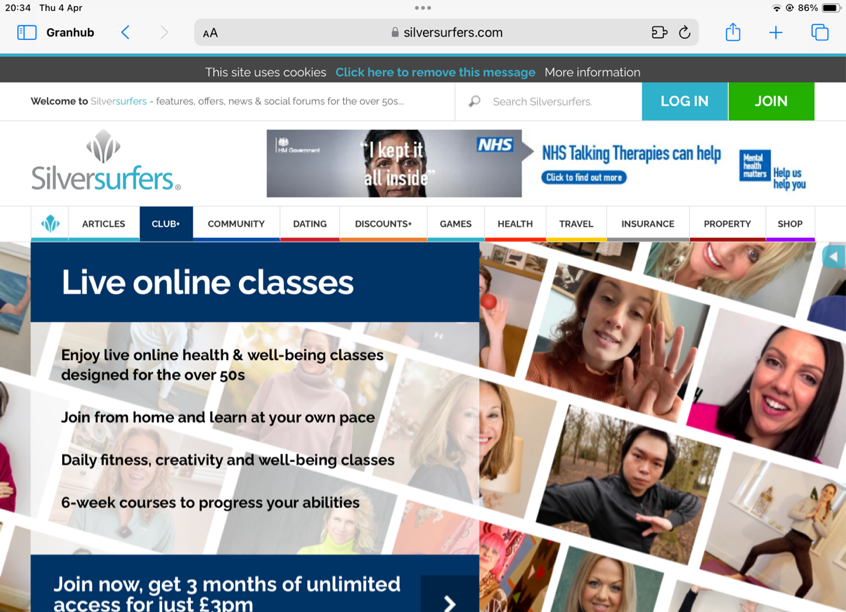 20:34 Thu 4 Apr
86%
Granhub
AA
silversurfers.com
This site uses cookies Click here to remove this message More information
Welcome to Silversurfers - features, offers, news & social forums for the over 50s...
Search Silversurfers.
LOG IN
JOIN
Silversurfers®
HM Government
"I kept it
all inside"
NHS
NHS Talking Therapies can help
Click to find out more
Mental
health
matters
Help us
help you
ARTICLES
CLUB+
COMMUNITY
DATING
DISCOUNTS+
GAMES
HEALTH
TRAVEL
INSURANCE
PROPERTY
SHOP
Live online classes
Enjoy live online health & well-being classes
designed for the over 50s
Join from home and learn at your own pace
Daily fitness, creativity and well-being classes
6-week courses to progress your abilities
Join now, get 3 months of unlimited
access for just £3pm